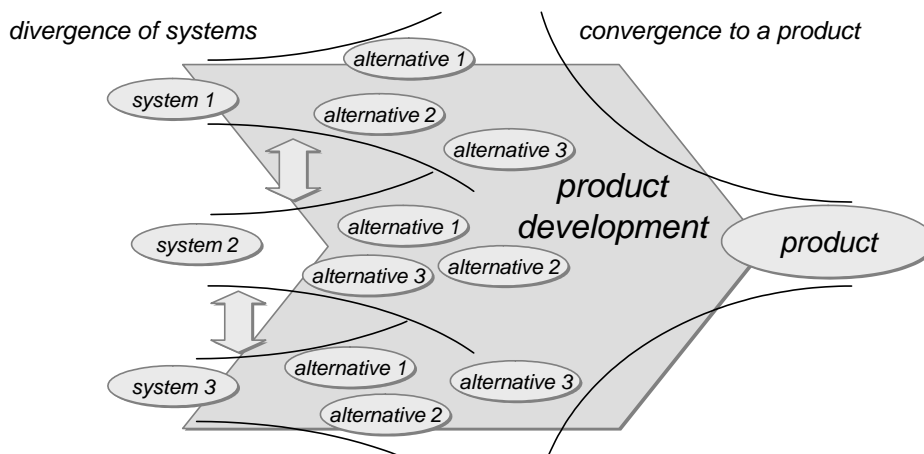 divergence of systems
convergence to a product
alternative 1
system 1
alternative 2
alternative 3
product
development
alternative 1
system 2
product
alternative 2
alternative 3
alternative 1
system 3
alternative 3
alternative 2